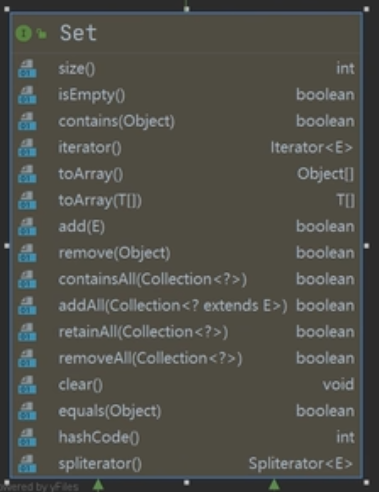 Set
size() int
isEmpty() boolean
contains(Object) boolean
iterator() Iterator<E>
toArray() Object[]
toArray(T[]) T[]
add(E) boolean
remove(Object) boolean
containsAll(Collection<?>) boolean
addAll(Collection<? extends E>) boolean
retainAll(Collection<?>) boolean
removeAll(Collection<?>) boolean
clear() void
equals(Object) boolean
hashCode() int
spliterator() Spliterator<E>
owered by yFiles